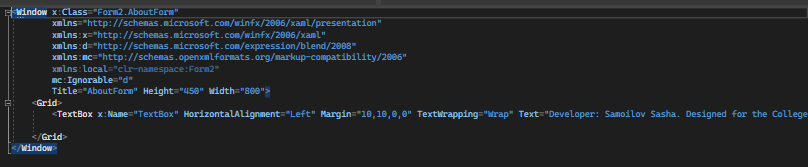 <Window x:Class="Form2.AboutForm"
xmlns="http://schemas.microsoft.com/winfx/2006/xaml/presentation"
xmlns:x="http://schemas.microsoft.com/winfx/2006/xaml"
xmlns:d="http://schemas.microsoft.com/expression/blend/2008"
xmlns:mc="http://schemas.openxmlformats.org/markup-compatibility/2006"
xmlns:local="clr-namespace:Form2"
mc:Ignorable="d"
Title="AboutForm" Height="450" Width="800">
<Grid>
<TextBox x:Name="TextBox" HorizontalAlignment="Left" Margin="10,10,0,0" TextWrapping="Wrap" Text="Developer: Samoilov Sasha. Designed for the College
</Grid>
</Window>